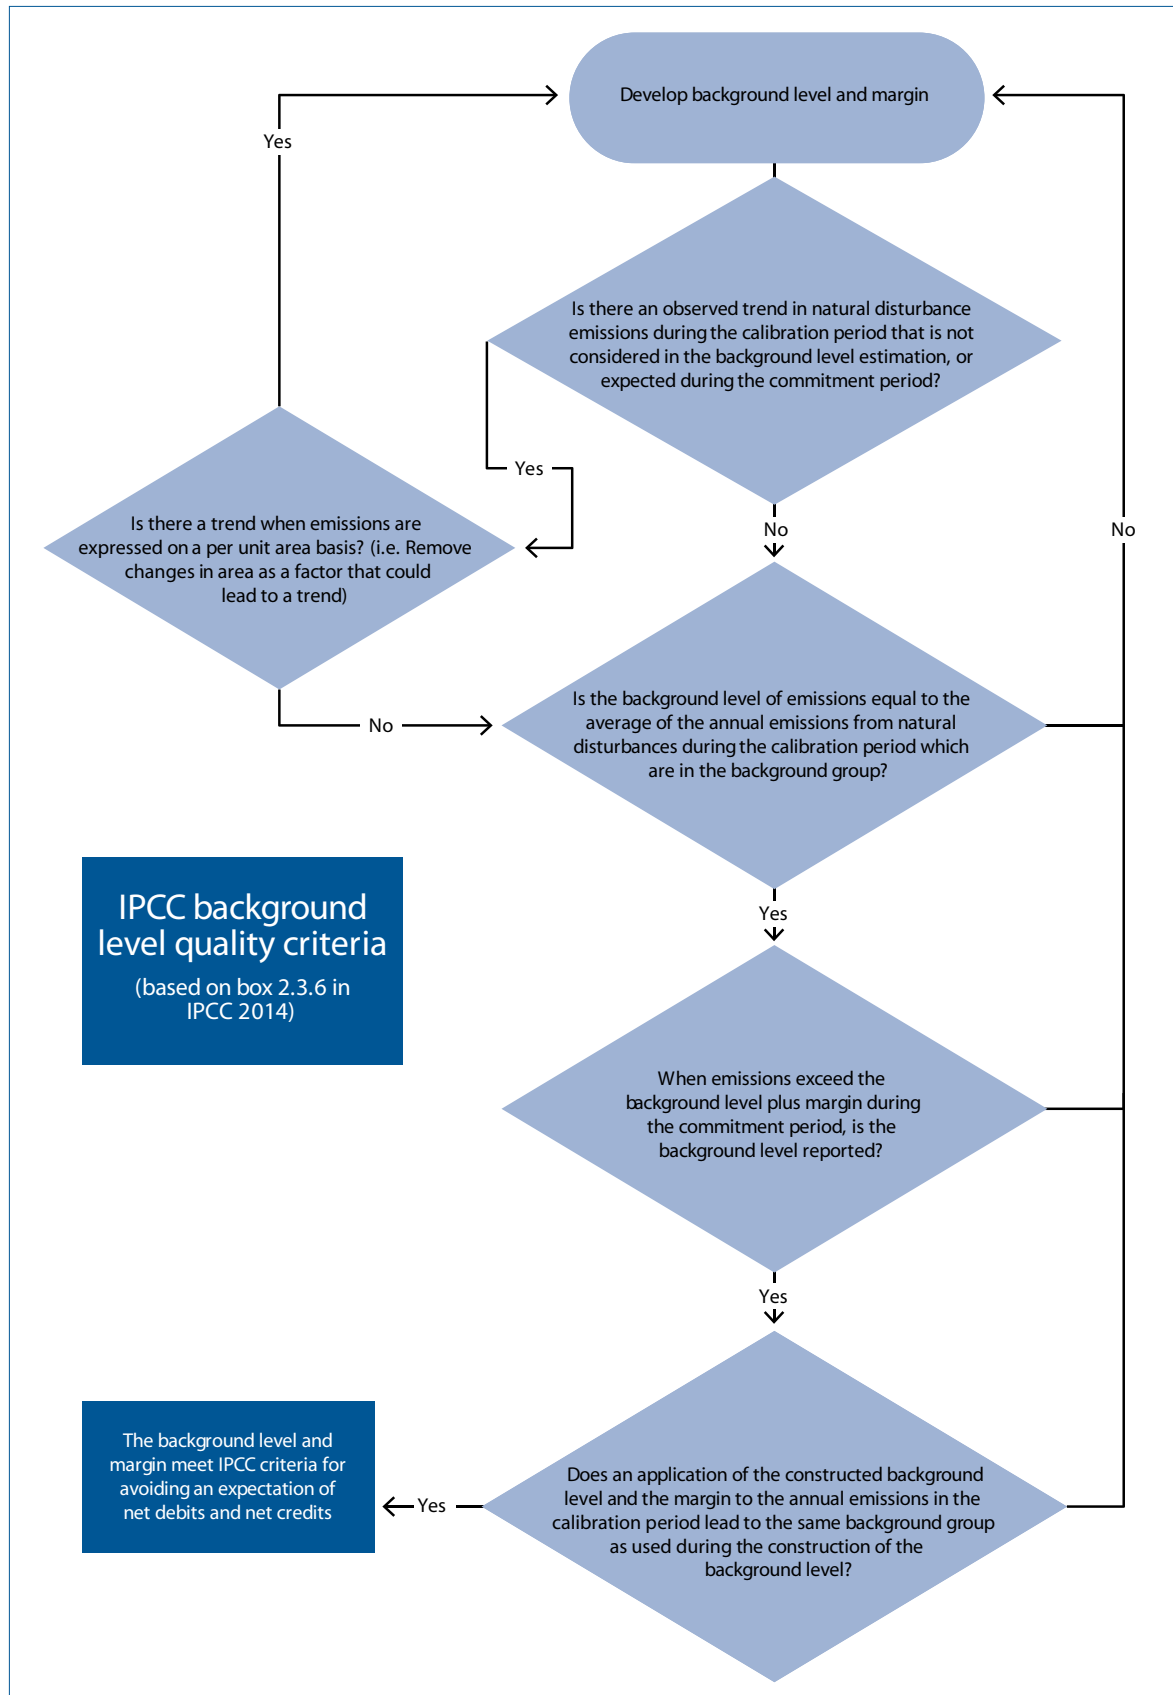 Develop background level and margin
Yes
Is there an observed trend in natural disturbance
emissions during the calibration period that is not
considered in the background level estimation, or
expected during the commitment period?
Yes
Is there a trend when emissions are
expressed on a per unit area basis? (i.e. Remove
changes in area as a factor that could
lead to a trend)
No
No
No
Is the background level of emissions equal to the
average of the annual emissions from natural
disturbances during the calibration period which
are in the background group?
Yes
IPCC background
level quality criteria
(based on box 2.3.6 in
IPCC 2014)
When emissions exceed the
background level plus margin during
the commitment period, is the
background level reported?
Yes
Does an application of the constructed background
level and the margin to the annual emissions in the
calibration period lead to the same background group
as used during the construction of the
background level?
Yes
The background level and
margin meet IPCC criteria for
avoiding an expectation of
net debits and net credits